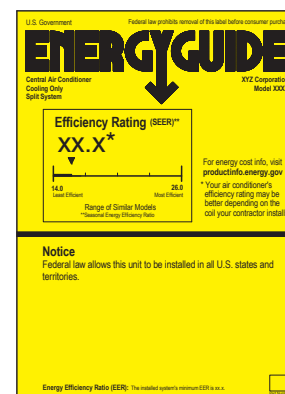 U.S. Government
Federal law prohibits removal of this label before consumer purcha
ENERGYGUIDE
Central Air Conditioner
Cooling Only
Split System
XYZ Corporatio
Model XXX
Efficiency Rating (SEER)**
XX.X*
14.0
Least Efficient
26.0
Most Efficient
Range of Similar Models
**Seasonal Energy Efficiency Ratio
For energy cost info, visit
productinfo.energy.gov
* Your air conditioner's
efficiency rating may be
better depending on the
coil your contractor install
Notice
Federal law allows this unit to be installed in all U.S. states and
territories.
Energy Efficiency Ratio (EER): The installed system's minimum EER is xx.x.